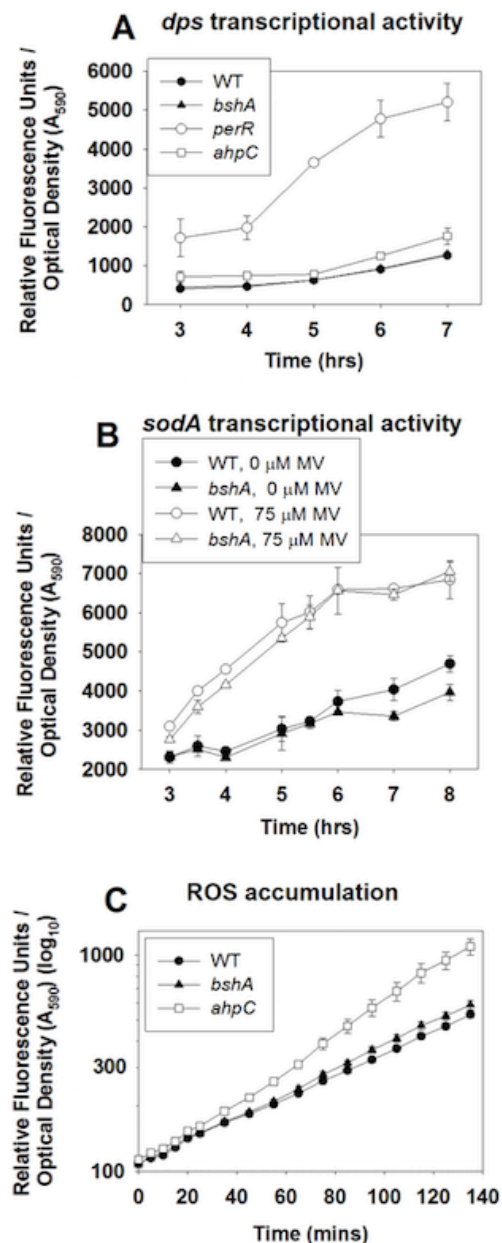 A dps transcriptional activity
Relative Fluorescence Units /
Optical Density (A590)
6000
5000
4000
3000
2000
1000
0
WT
bshA
perR
ahpC
3 4 5 6 7
Time (hrs)
B sodA transcriptional activity
Relative Fluorescence Units /
Optical Density (A590)
8000
7000
6000
5000
4000
3000
2000
WT, 0 μM MV
bshA, 0 μM MV
WT, 75 μM MV
bshA, 75 μM MV
3 4 5 6 7 8
Time (hrs)
C ROS accumulation
Relative Fluorescence Units /
Optical Density (A590) (log10)
1000
300
100
WT
bshA
ahpC
0 20 40 60 80 100 120 140
Time (mins)